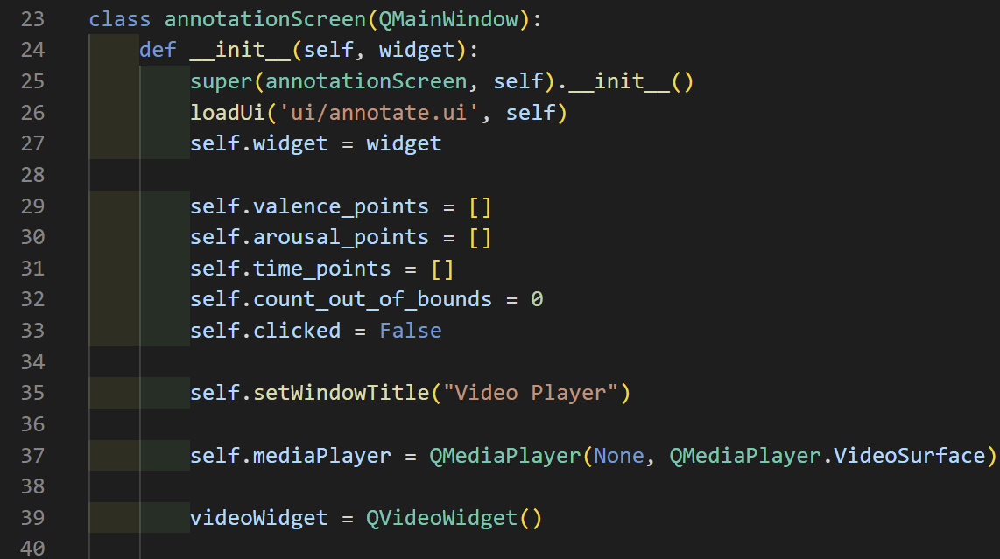 23 class annotationScreen(QMainWindow):
24     def __init__(self, widget):
25         super(annotationScreen, self).__init__()
26         loadUi('ui/annotate.ui', self)
27         self.widget = widget
28
29         self.valence_points = []
30         self.arousal_points = []
31         self.time_points = []
32         self.count_out_of_bounds = 0
33         self.clicked = False
34
35         self.setWindowTitle("Video Player")
36
37         self.mediaPlayer = QMediaPlayer(None, QMediaPlayer.VideoSurface)
38
39         videoWidget = QVideoWidget()
40